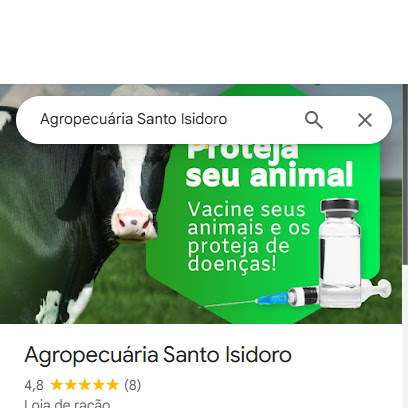 Agropecuária Santo Isidoro
Proteja
seu animal
Vacine seus
animais e os
proteja de
doenças!
Agropecuária Santo Isidoro
4,8 (8)
Loja de ração